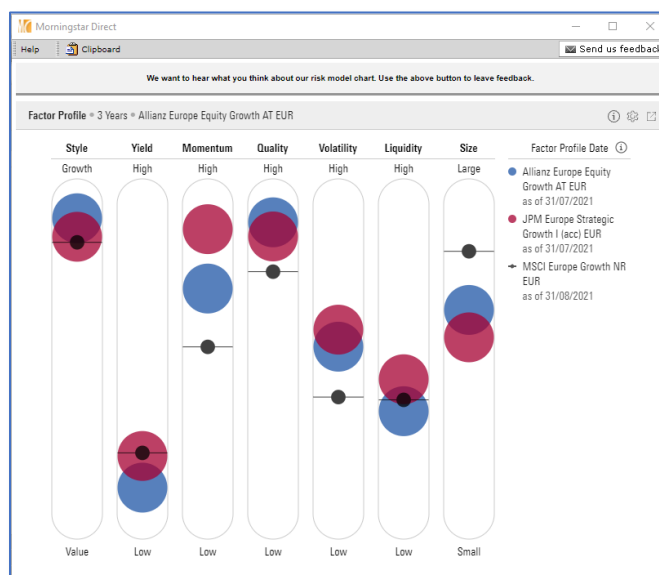 Morningstar Direct
Help Clipboard Send us feedback
We want to hear what you think about our risk model chart. Use the above button to leave feedback.
Factor Profile 3 Years Allianz Europe Equity Growth AT EUR
Style Yield Momentum Quality Volatility Liquidity Size Factor Profile Date
Growth High High High High High Large
Allianz Europe Equity
Growth AT EUR
as of 31/07/2021
JPM Europe Strategic
Growth I (acc) EUR
as of 31/07/2021
MSCI Europe Growth NR
EUR
as of 31/08/2021
Value Low Low Low Low Low Small